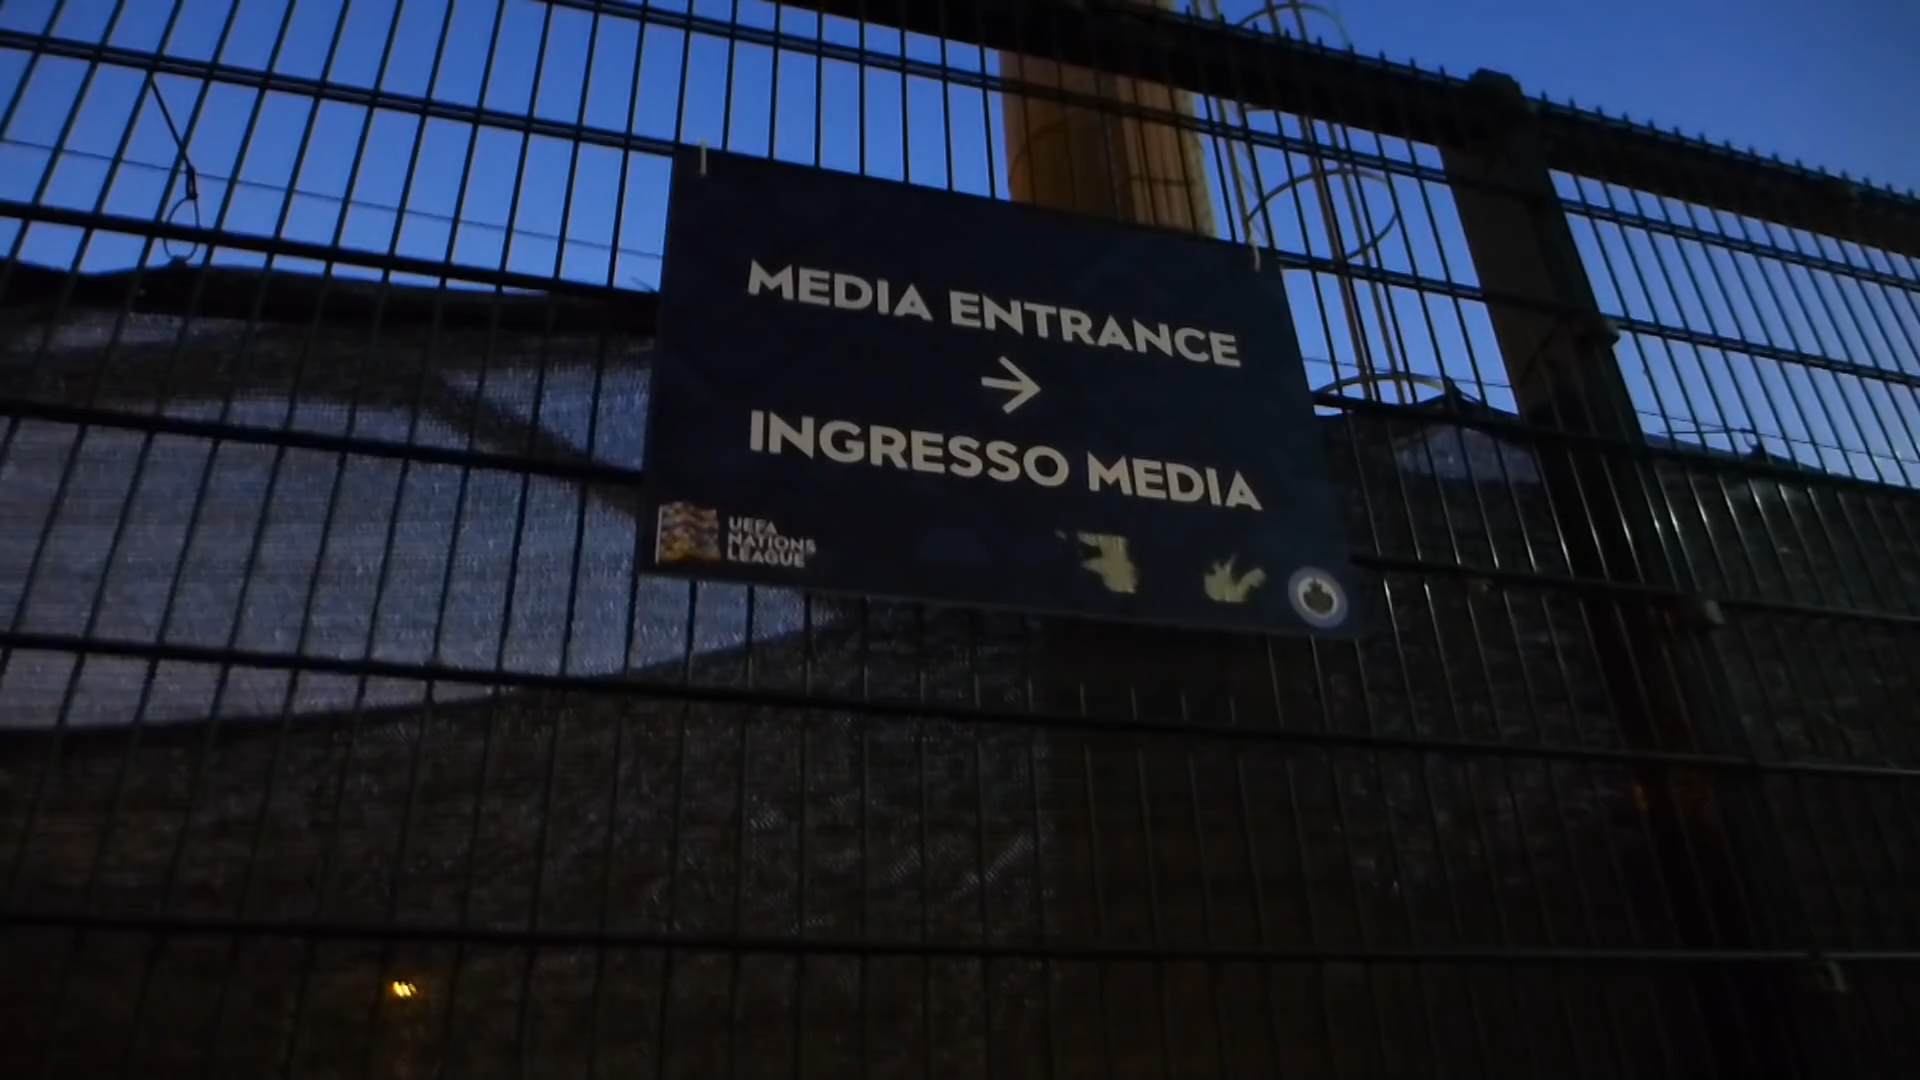 MEDIA ENTRANCE
→
INGRESSO MEDIA
UEFA
NATIONS
LEAGUE